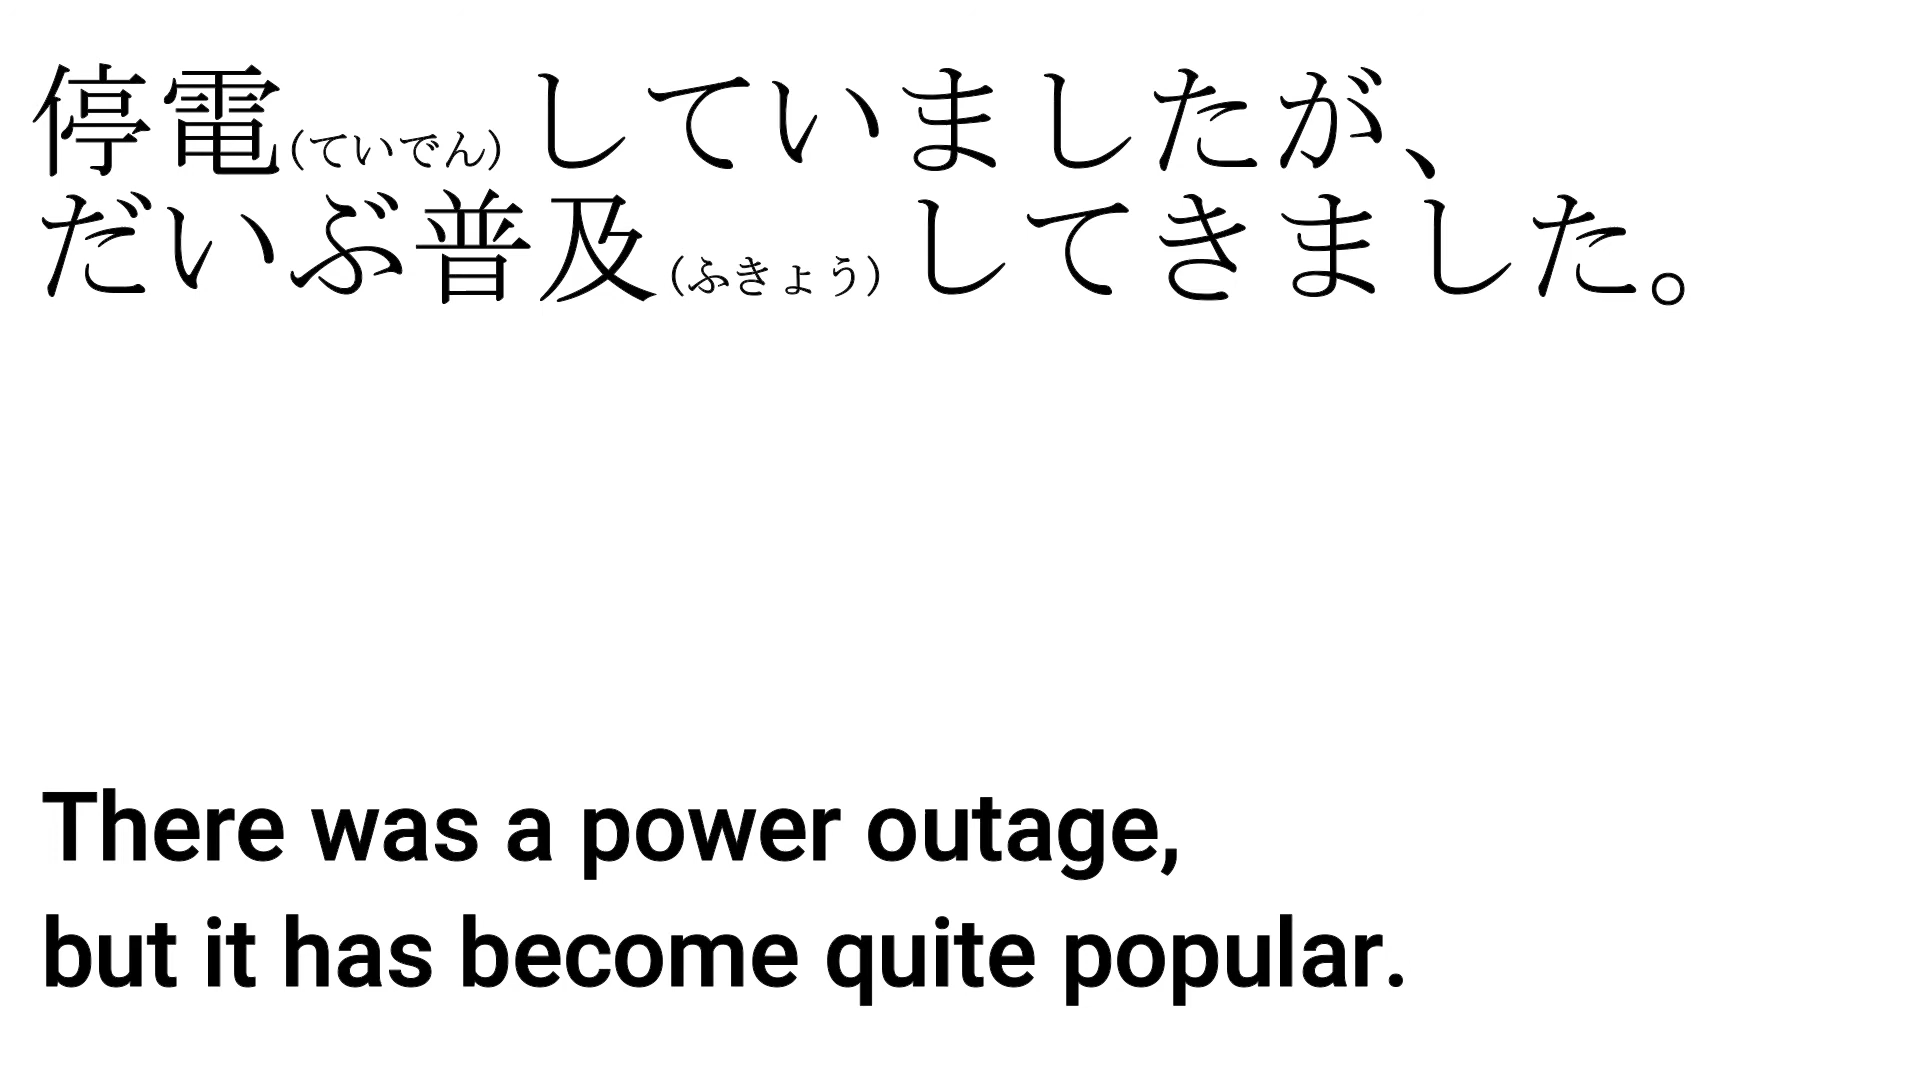 停電(ていでん)していましたが、
だいぶ普及(ふきょう)してきました。
There was a power outage,
but it has become quite popular.